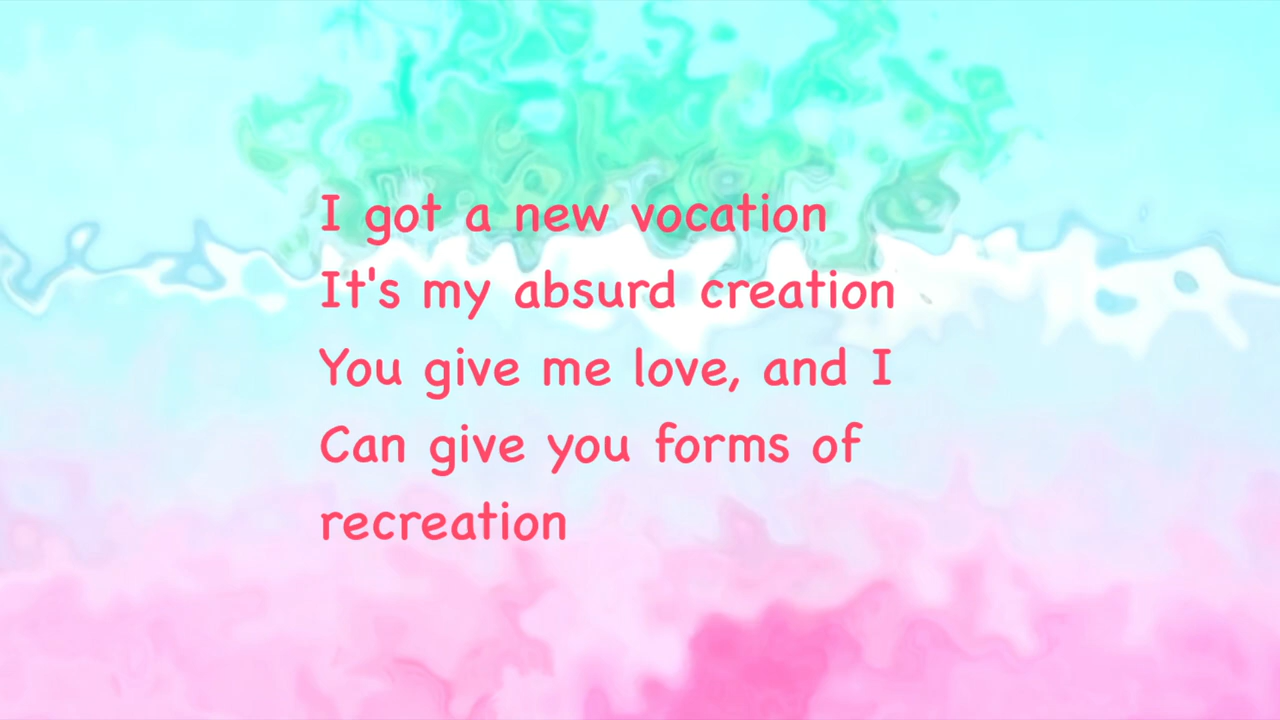 I got a new vocation
It's my absurd creation
You give me love, and I
Can give you forms of
recreation